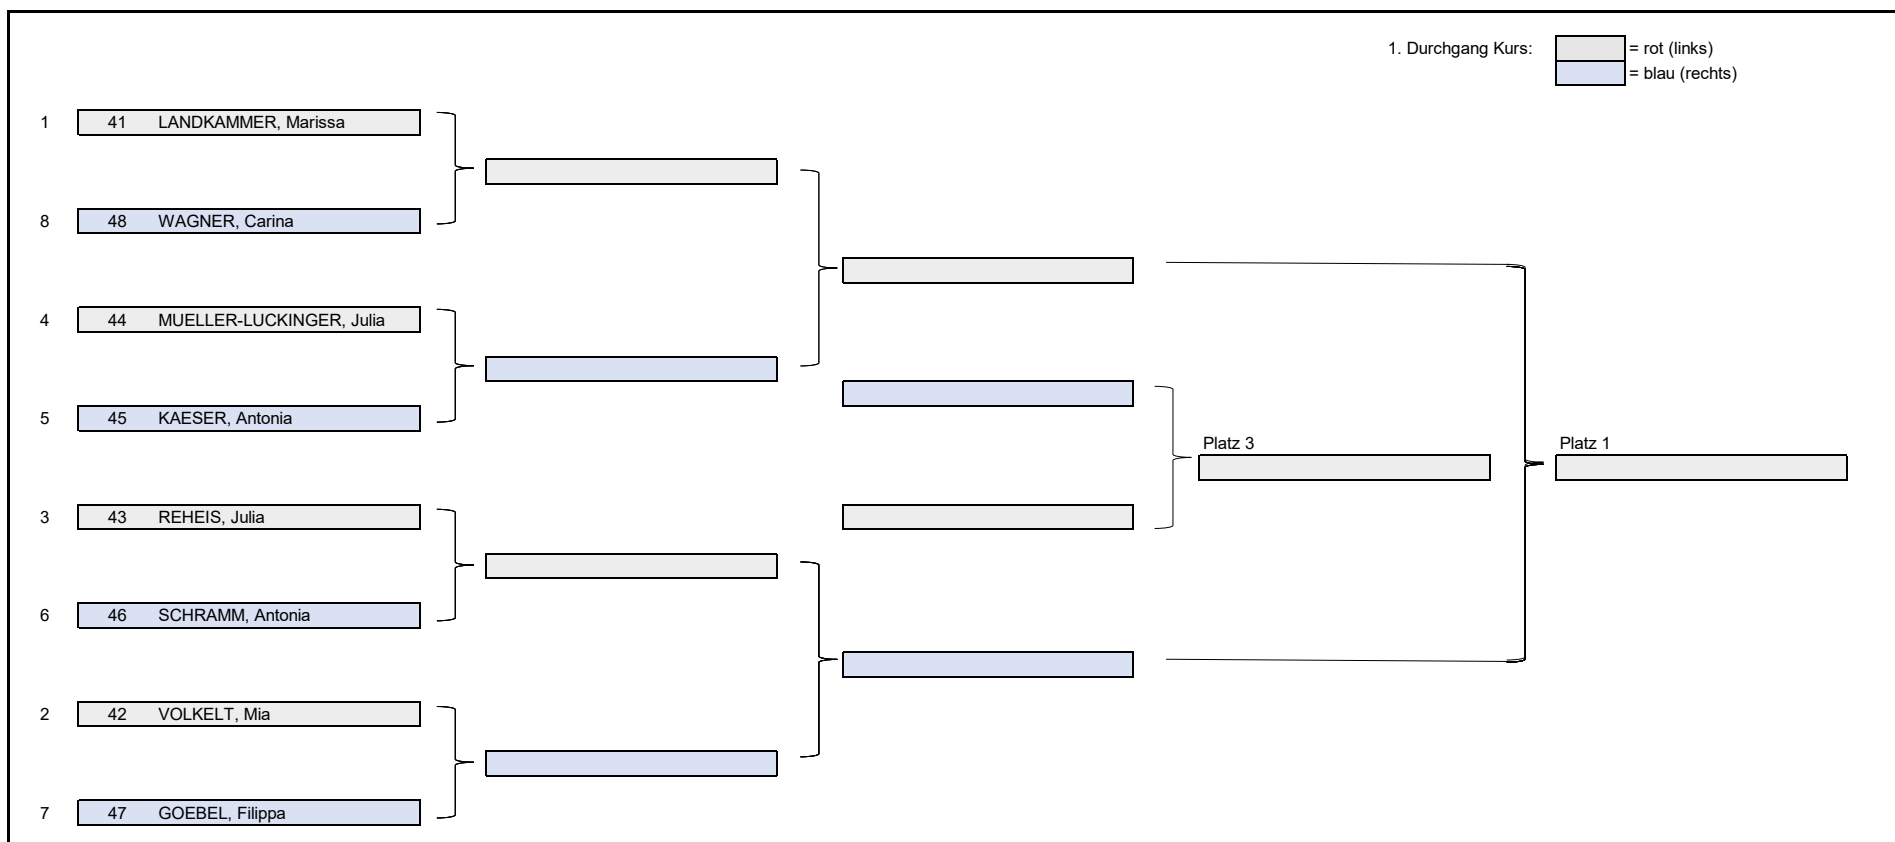 1. Durchgang Kurs: = rot (links)
= blau (rechts)
1 41 LANDKAMMER, Marissa
8 48 WAGNER, Carina
4 44 MUELLER-LUCKINGER, Julia
5 45 KAESER, Antonia
Platz 3 Platz 1
3 43 REHEIS, Julia
6 46 SCHRAMM, Antonia
2 42 VOLKELT, Mia
7 47 GOEBEL, Filippa